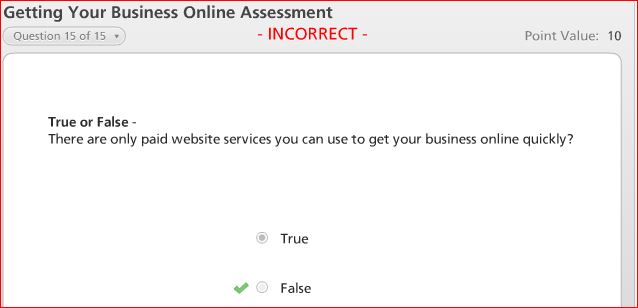 Getting Your Business Online Assessment
Question 15 of 15
- INCORRECT -
Point Value: 10
True or False -
There are only paid website services you can use to get your business online quickly?
True
False